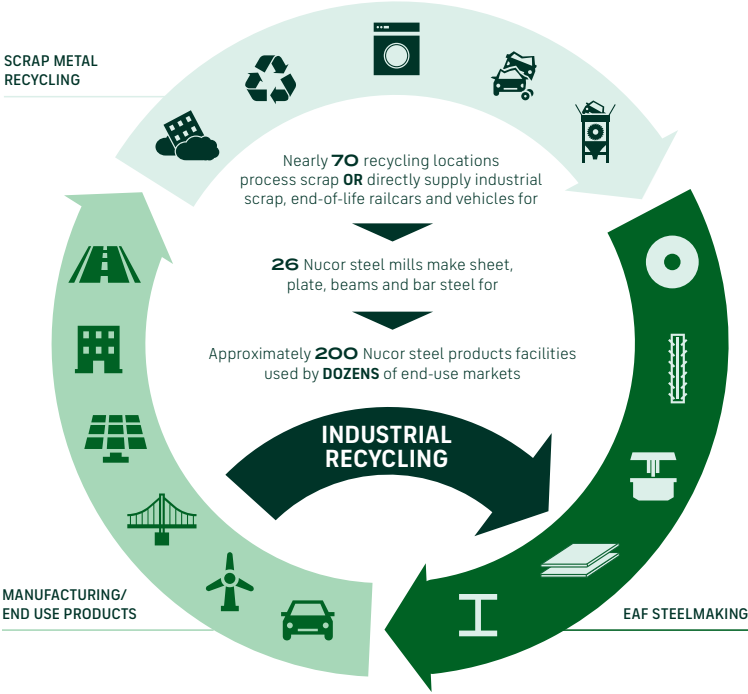 SCRAP METAL
RECYCLING
Nearly 70 recycling locations
process scrap OR directly supply industrial
scrap, end-of-life railcars and vehicles for
26 Nucor steel mills make sheet,
plate, beams and bar steel for
Approximately 200 Nucor steel products facilities
used by DOZENS of end-use markets
INDUSTRIAL
RECYCLING
MANUFACTURING/
END USE PRODUCTS
EAF STEELMAKING